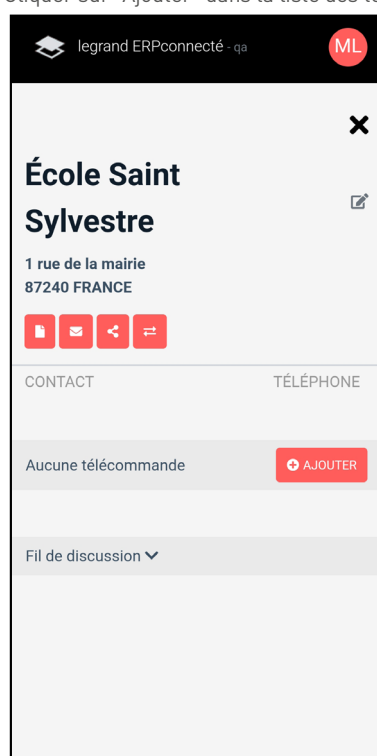 legrand ERPconnecté - qa
ML
École Saint
Sylvestre
1 rue de la mairie
87240 FRANCE
CONTACT TÉLÉPHONE
Aucune télécommande
AJOUTER
Fil de discussion